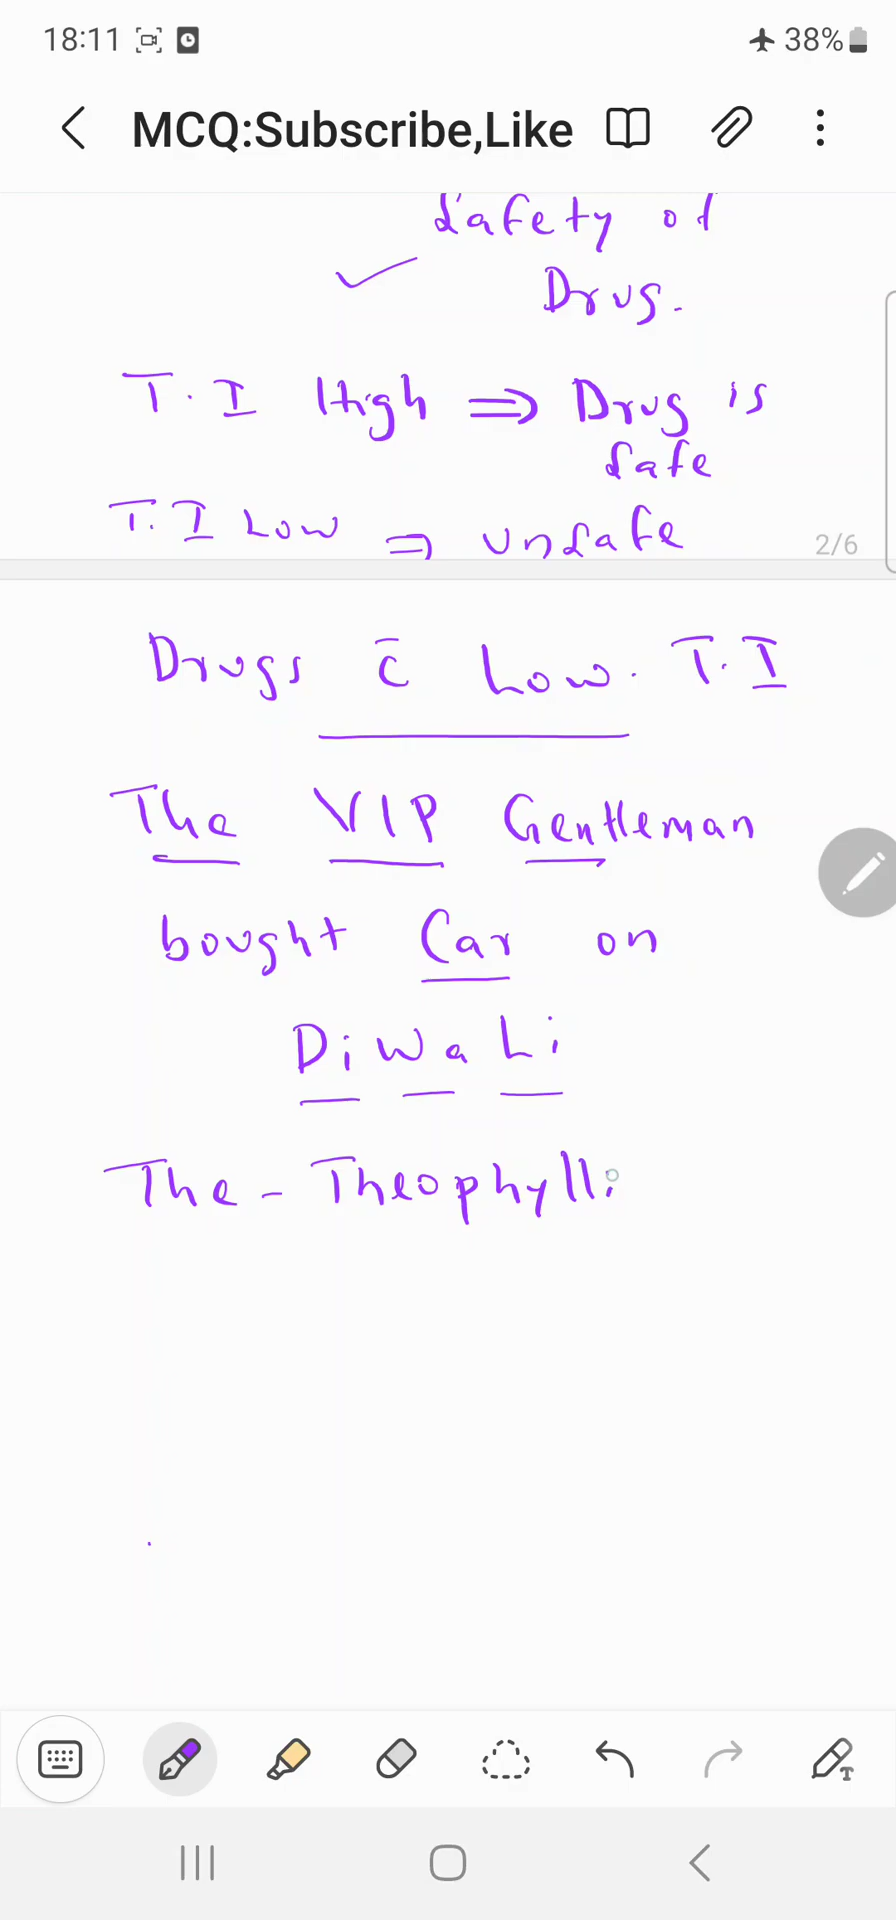 18:11 38%
MCQ:Subscribe,Like
Safety of
Drug.
T.I High ⇒ Drug is
safe
T.I Low ⇒ unsafe
2/6
Drugs c̄ Low. T.I
The VIP Gentleman
bought Car on
DiWaLi
The - Theophylli